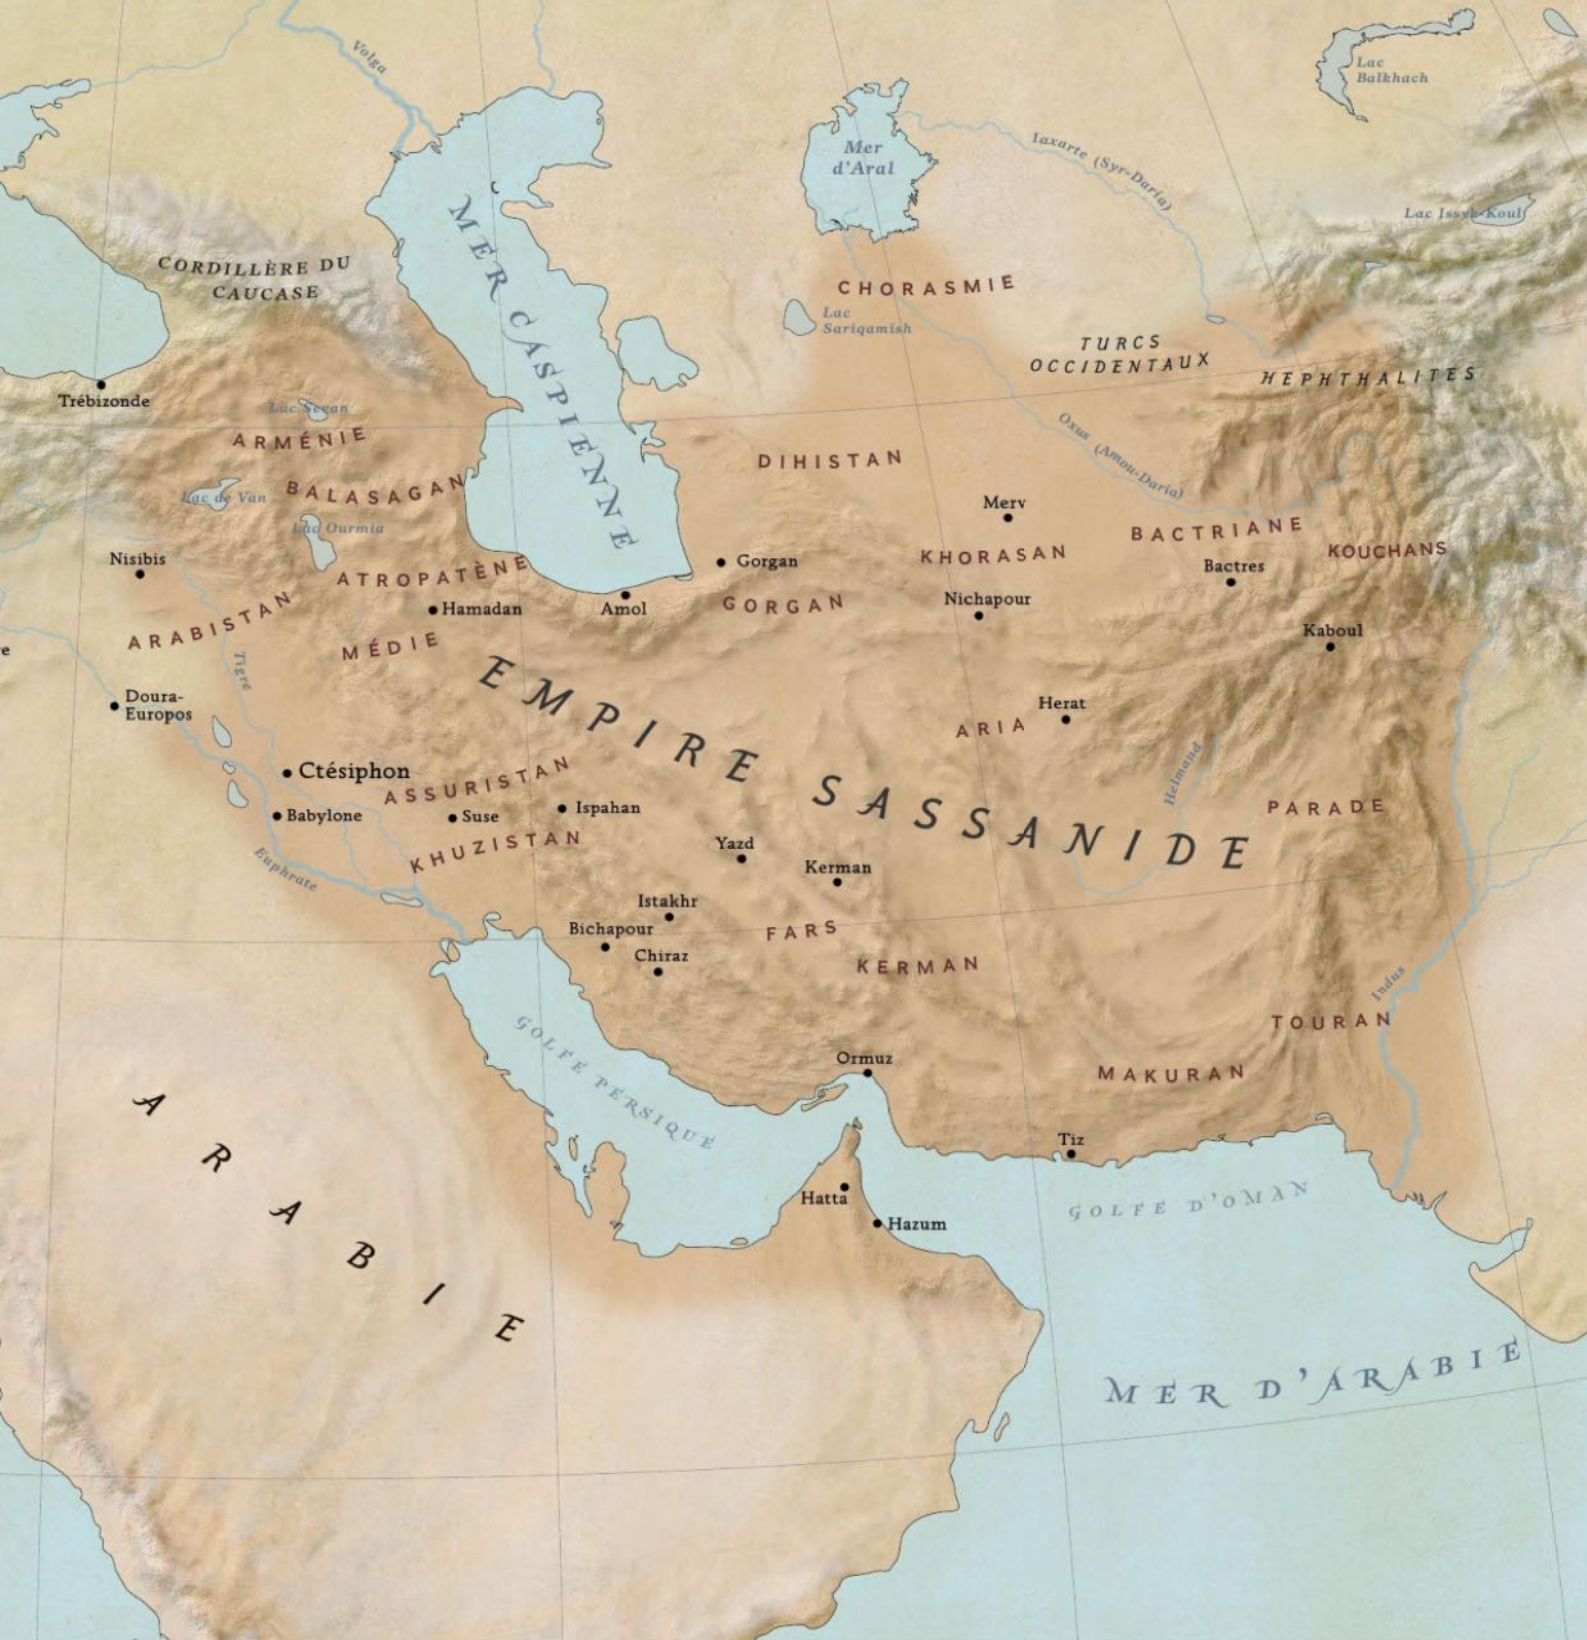 Volga
Lac
Balkhach
Mer
d'Aral
Iaxarte (Syr-Daria)
Lac Issyk-Koul
MER CASPIENNE
CORDILLÈRE DU
CAUCASE
CHORASMIE
Lac
Sariqamish
TURCS
OCCIDENTAUX
HEPHTHALITES
Trébizonde
Lac Sevan
ARMÉNIE
Oxus (Amou-Daria)
DIHISTAN
Lac de Van
BALASAGAN
Lac Ourmia
Merv
BACTRIANE
KHORASAN
KOUCHANS
Nisibis
ATROPATÈNE
Gorgan
Bactres
Hamadan
Amol
GORGAN
Nichapour
ARABISTAN
MÉDIE
Kaboul
e
Tigre
EMPIRE SASSANIDE
Doura-
Europos
Herat
ARIA
Helmand
Ctésiphon
ASSURISTAN
PARADE
Babylone
Suse
Ispahan
KHUZISTAN
Yazd
Kerman
Euphrate
Istakhr
Bichapour
FARS
Chiraz
KERMAN
Indus
GOLFE PERSIQUE
TOURAN
Ormuz
MAKURAN
ARABIE
Tiz
Hatta
GOLFE D'OMAN
Hazum
MER D'ARABIE